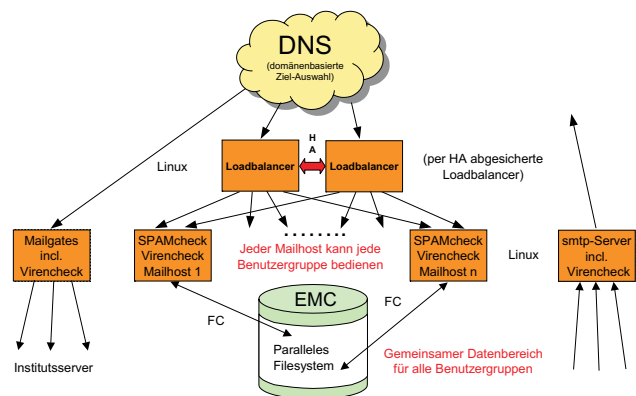 DNS
(domänenbasierte
Ziel-Auswahl)
H
A
Linux
Loadbalancer
Loadbalancer
(per HA abgesicherte
Loadbalancer)
Mailgates
incl.
Virencheck
SPAMcheck
Virencheck
Mailhost 1
. . . . . . . . .
Jeder Mailhost kann jede
Benutzergruppe bedienen
SPAMcheck
Virencheck
Mailhost n
Linux
smtp-Server
incl.
Virencheck
FC
EMC
FC
Paralleles
Filesystem
Gemeinsamer Datenbereich
für alle Benutzergruppen
Institutsserver